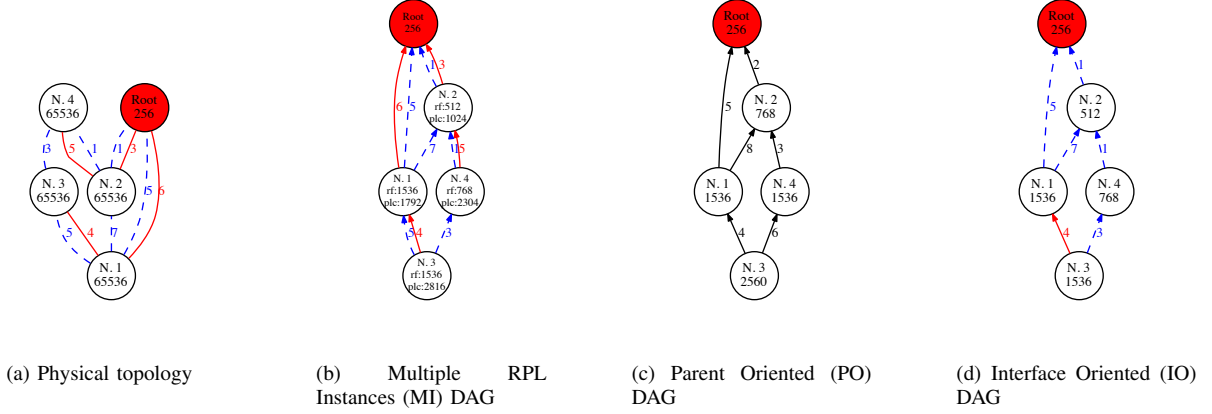 N. 4
65536
Root
256
3
5
1
1
3
N. 3
65536
N. 2
65536
5
6
5
4
7
N. 1
65536
(a) Physical topology
Root
256
1
3
6
5
N. 2
rf:512
plc:1024
7
15
N. 1
rf:1536
plc:1792
N. 4
rf:768
plc:2304
5
4
3
N. 3
rf:1536
plc:2816
(b) Multiple RPL
Instances (MI) DAG
Root
256
2
5
N. 2
768
8
3
N. 1
1536
N. 4
1536
4
6
N. 3
2560
(c) Parent Oriented (PO)
DAG
Root
256
1
5
N. 2
512
7
1
N. 1
1536
N. 4
768
4
3
N. 3
1536
(d) Interface Oriented (IO)
DAG